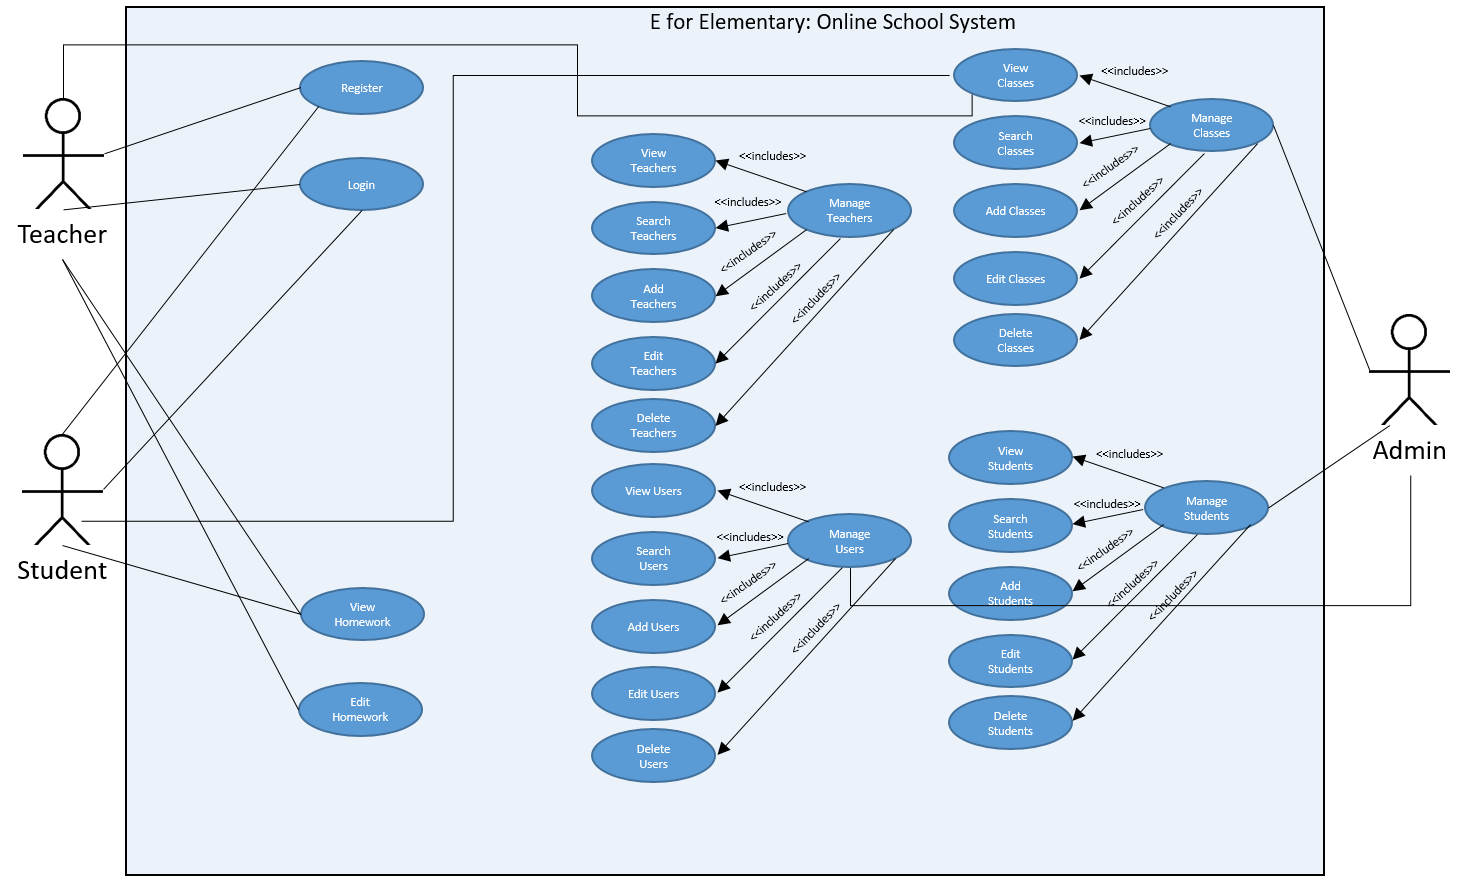 E for Elementary: Online School System
Register
Login
Teacher
Student
View
Homework
Edit
Homework
View
Teachers
Search
Teachers
Add
Teachers
Edit
Teachers
Delete
Teachers
Manage
Teachers
<<includes>>
<<includes>>
<<includes>>
<<includes>>
<<includes>>
View Users
Search
Users
Add Users
Edit Users
Delete
Users
Manage
Users
<<includes>>
<<includes>>
<<includes>>
<<includes>>
<<includes>>
View
Classes
Search
Classes
Add Classes
Edit Classes
Delete
Classes
Manage
Classes
<<includes>>
<<includes>>
<<includes>>
<<includes>>
<<includes>>
View
Students
Search
Students
Add
Students
Edit
Students
Delete
Students
Manage
Students
<<includes>>
<<includes>>
<<includes>>
<<includes>>
<<includes>>
Admin